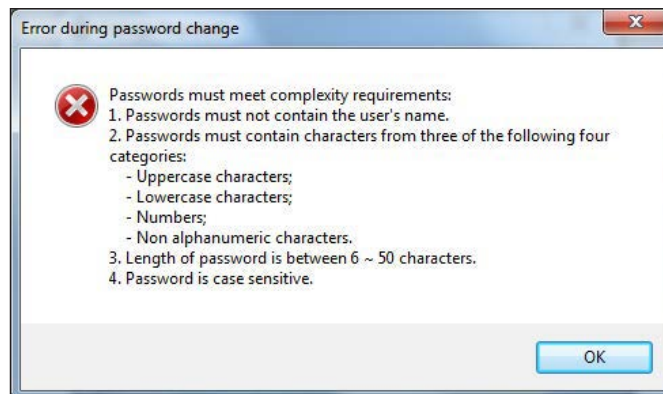 Error during password change
Passwords must meet complexity requirements:
1. Passwords must not contain the user's name.
2. Passwords must contain characters from three of the following four
categories:
- Uppercase characters;
- Lowercase characters;
- Numbers;
- Non alphanumeric characters.
3. Length of password is between 6 ~ 50 characters.
4. Password is case sensitive.
OK